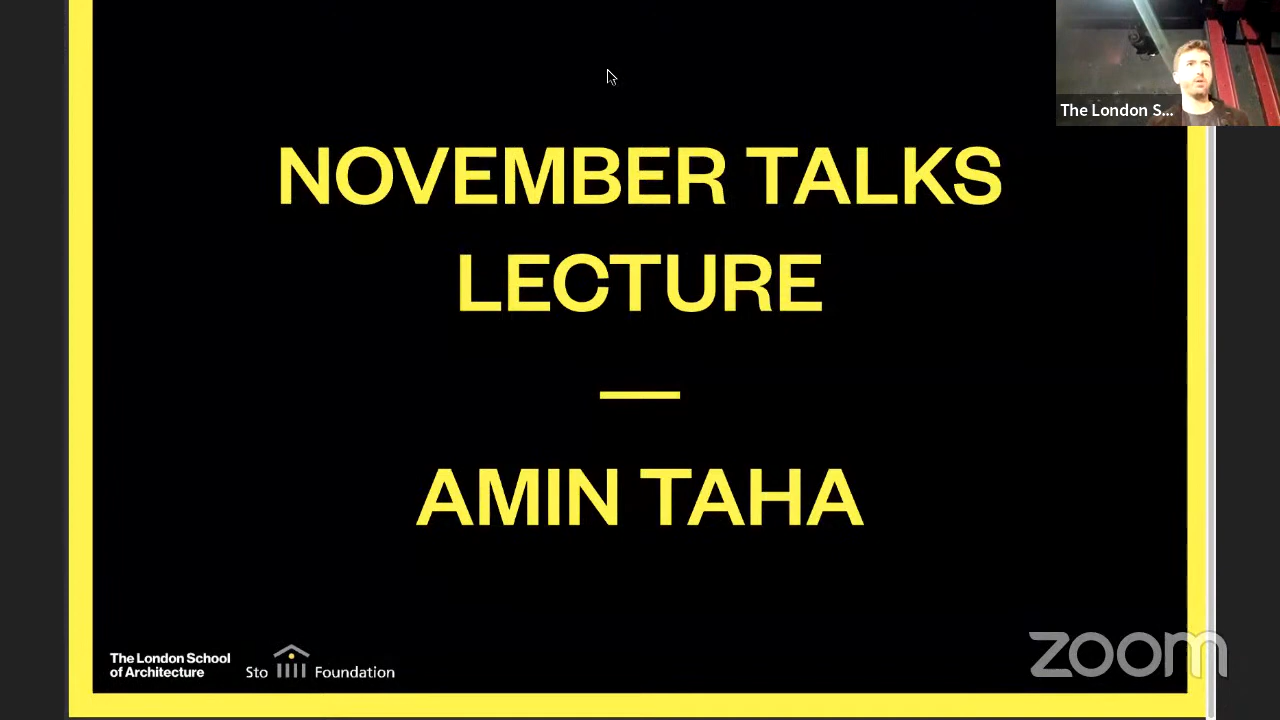 The London S...
NOVEMBER TALKS
LECTURE
—
AMIN TAHA
The London School
of Architecture
Sto Foundation
zoom